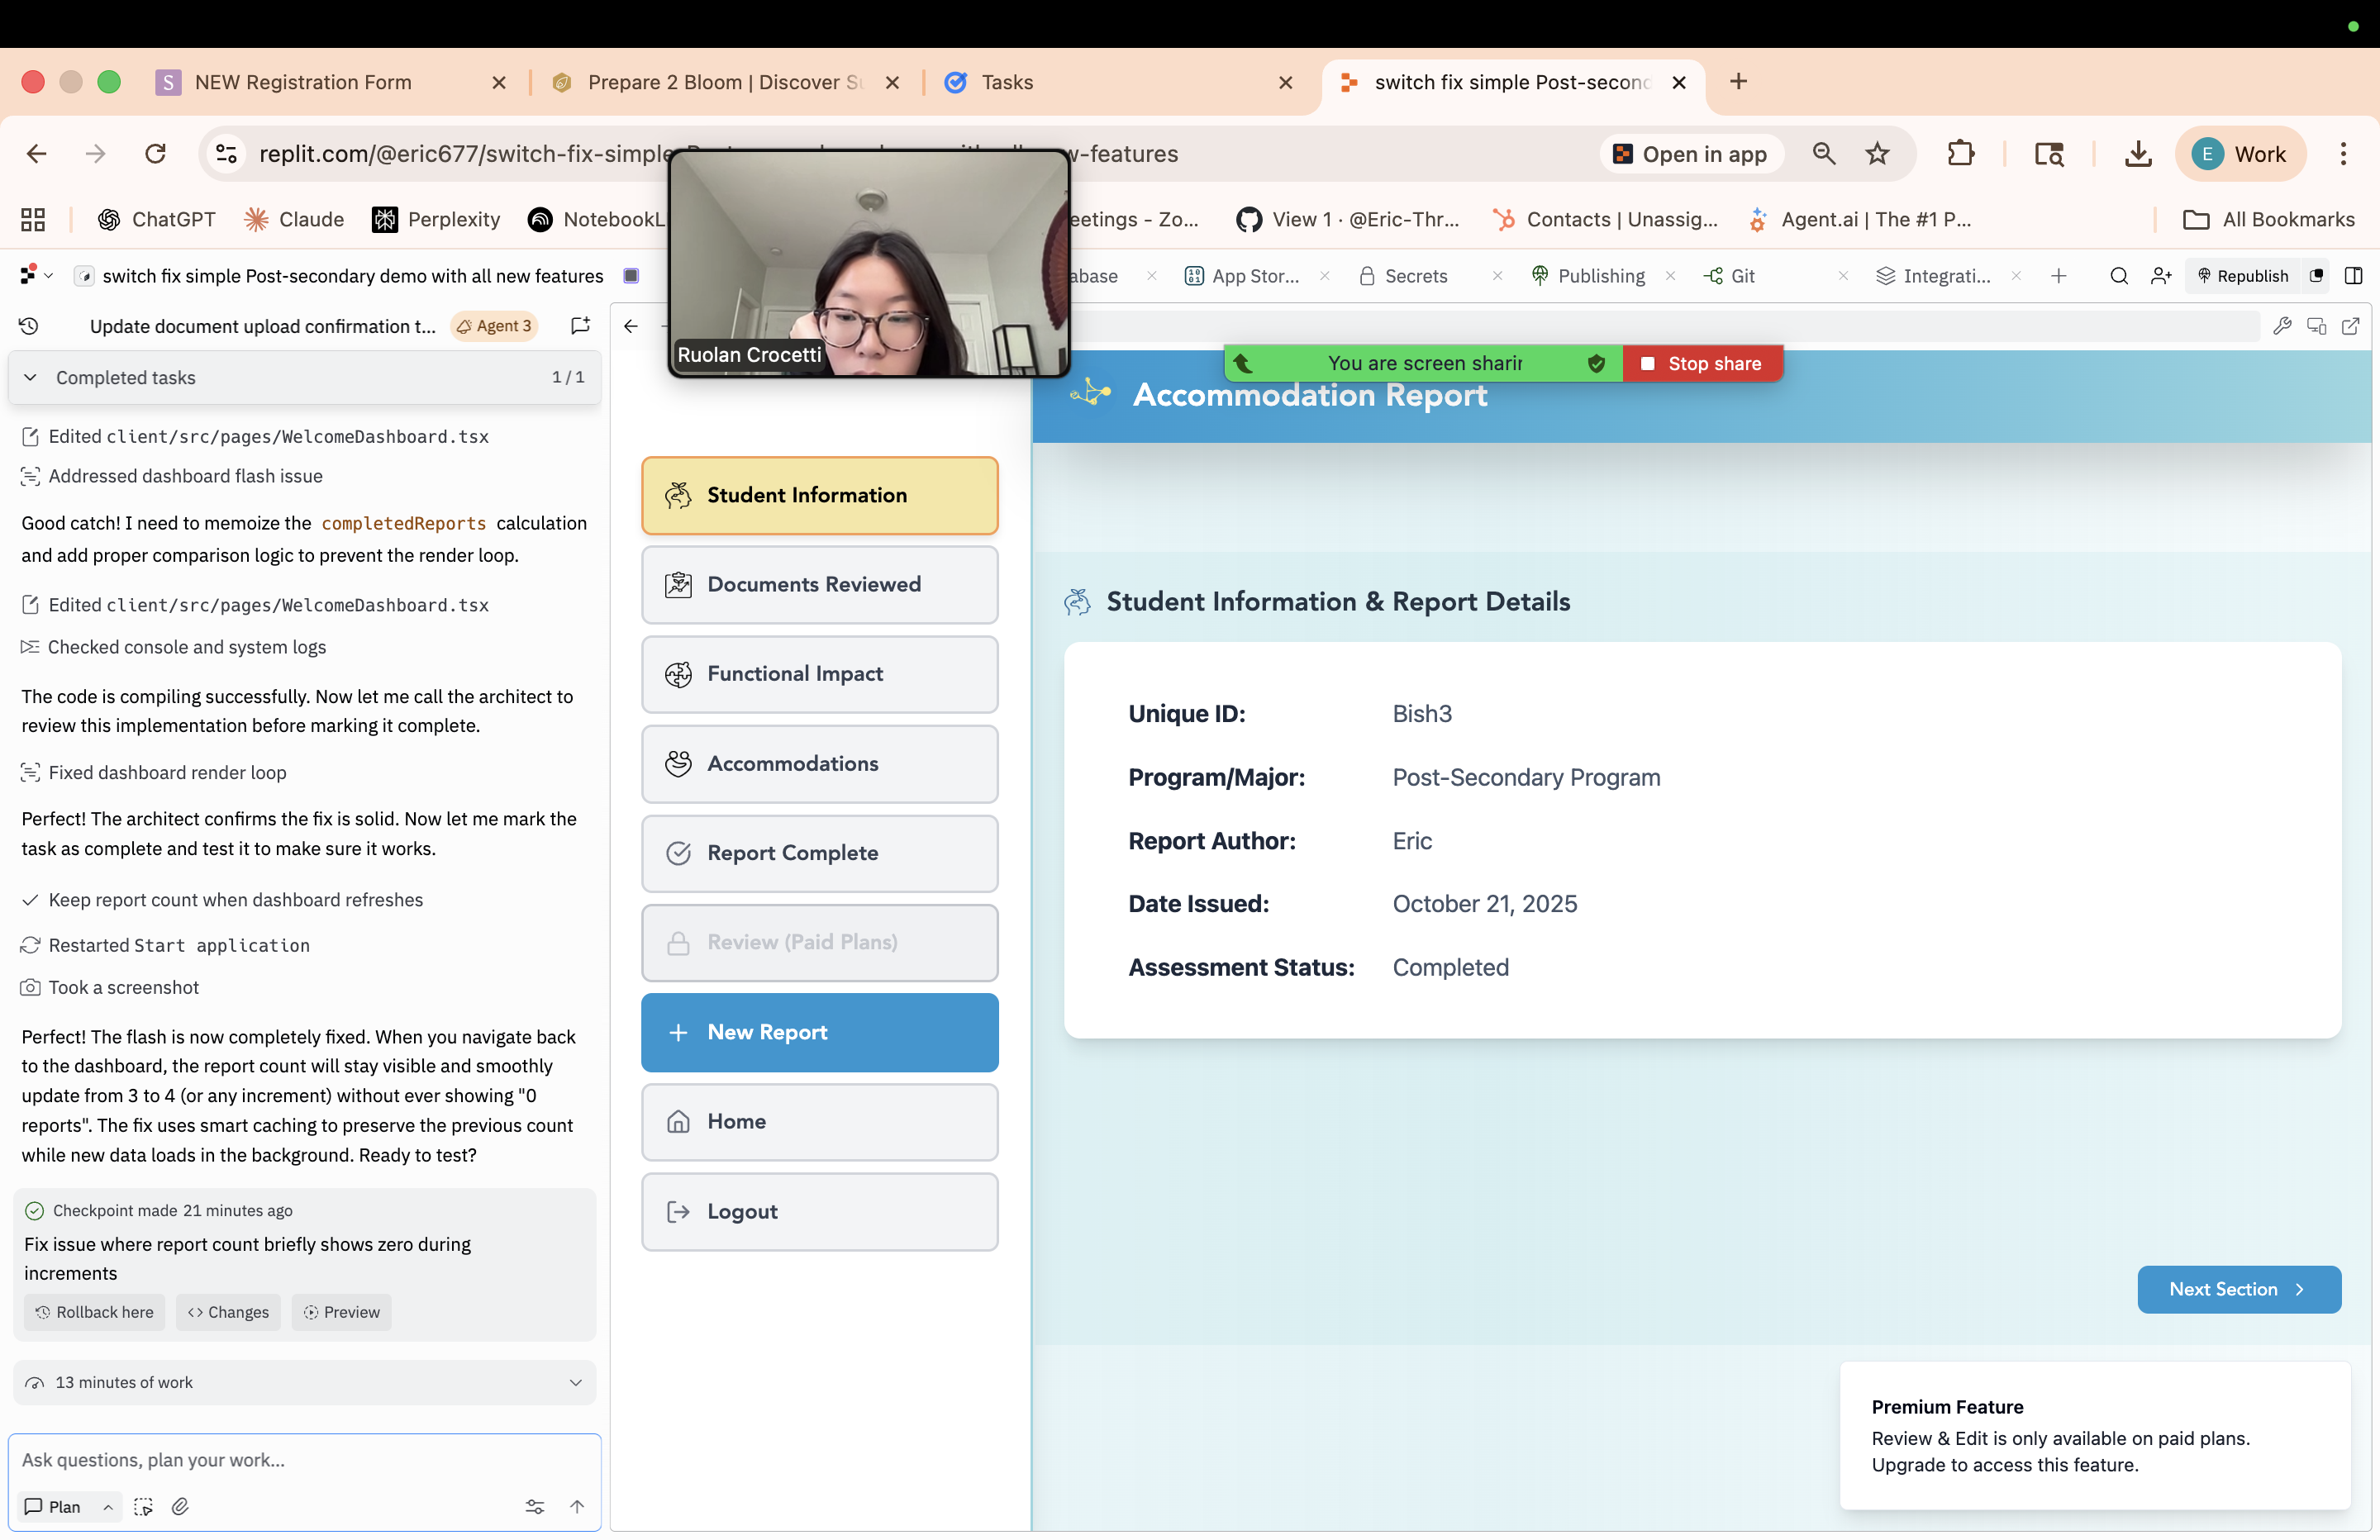 S NEW Registration Form
Prepare 2 Bloom | Discover Su
Tasks
switch fix simple Post-second
replit.com/@eric677/switch-fix-simple
w-features
Open in app
E Work
ChatGPT
Claude
Perplexity
NotebookL
eetings - Zo...
View 1 · @Eric-Thr...
Contacts | Unassig...
Agent.ai | The #1 P...
All Bookmarks
switch fix simple Post-secondary demo with all new features
abase
App Stor...
Secrets
Publishing
Git
Integrati...
Republish
Update document upload confirmation t...
Agent 3
Completed tasks
1 / 1
Edited client/src/pages/WelcomeDashboard.tsx
Addressed dashboard flash issue
Good catch! I need to memoize the completedReports calculation
and add proper comparison logic to prevent the render loop.
Edited client/src/pages/WelcomeDashboard.tsx
Checked console and system logs
The code is compiling successfully. Now let me call the architect to
review this implementation before marking it complete.
Fixed dashboard render loop
Perfect! The architect confirms the fix is solid. Now let me mark the
task as complete and test it to make sure it works.
Keep report count when dashboard refreshes
Restarted Start application
Took a screenshot
Perfect! The flash is now completely fixed. When you navigate back
to the dashboard, the report count will stay visible and smoothly
update from 3 to 4 (or any increment) without ever showing "0
reports". The fix uses smart caching to preserve the previous count
while new data loads in the background. Ready to test?
Checkpoint made 21 minutes ago
Fix issue where report count briefly shows zero during
increments
Rollback here
Changes
Preview
13 minutes of work
Ask questions, plan your work...
Plan
Ruolan Crocetti
You are screen sharin
Stop share
Accommodation Report
Student Information
Documents Reviewed
Functional Impact
Accommodations
Report Complete
Review (Paid Plans)
New Report
Home
Logout
Student Information & Report Details
Unique ID: Bish3
Program/Major: Post-Secondary Program
Report Author: Eric
Date Issued: October 21, 2025
Assessment Status: Completed
Next Section
Premium Feature
Review & Edit is only available on paid plans.
Upgrade to access this feature.